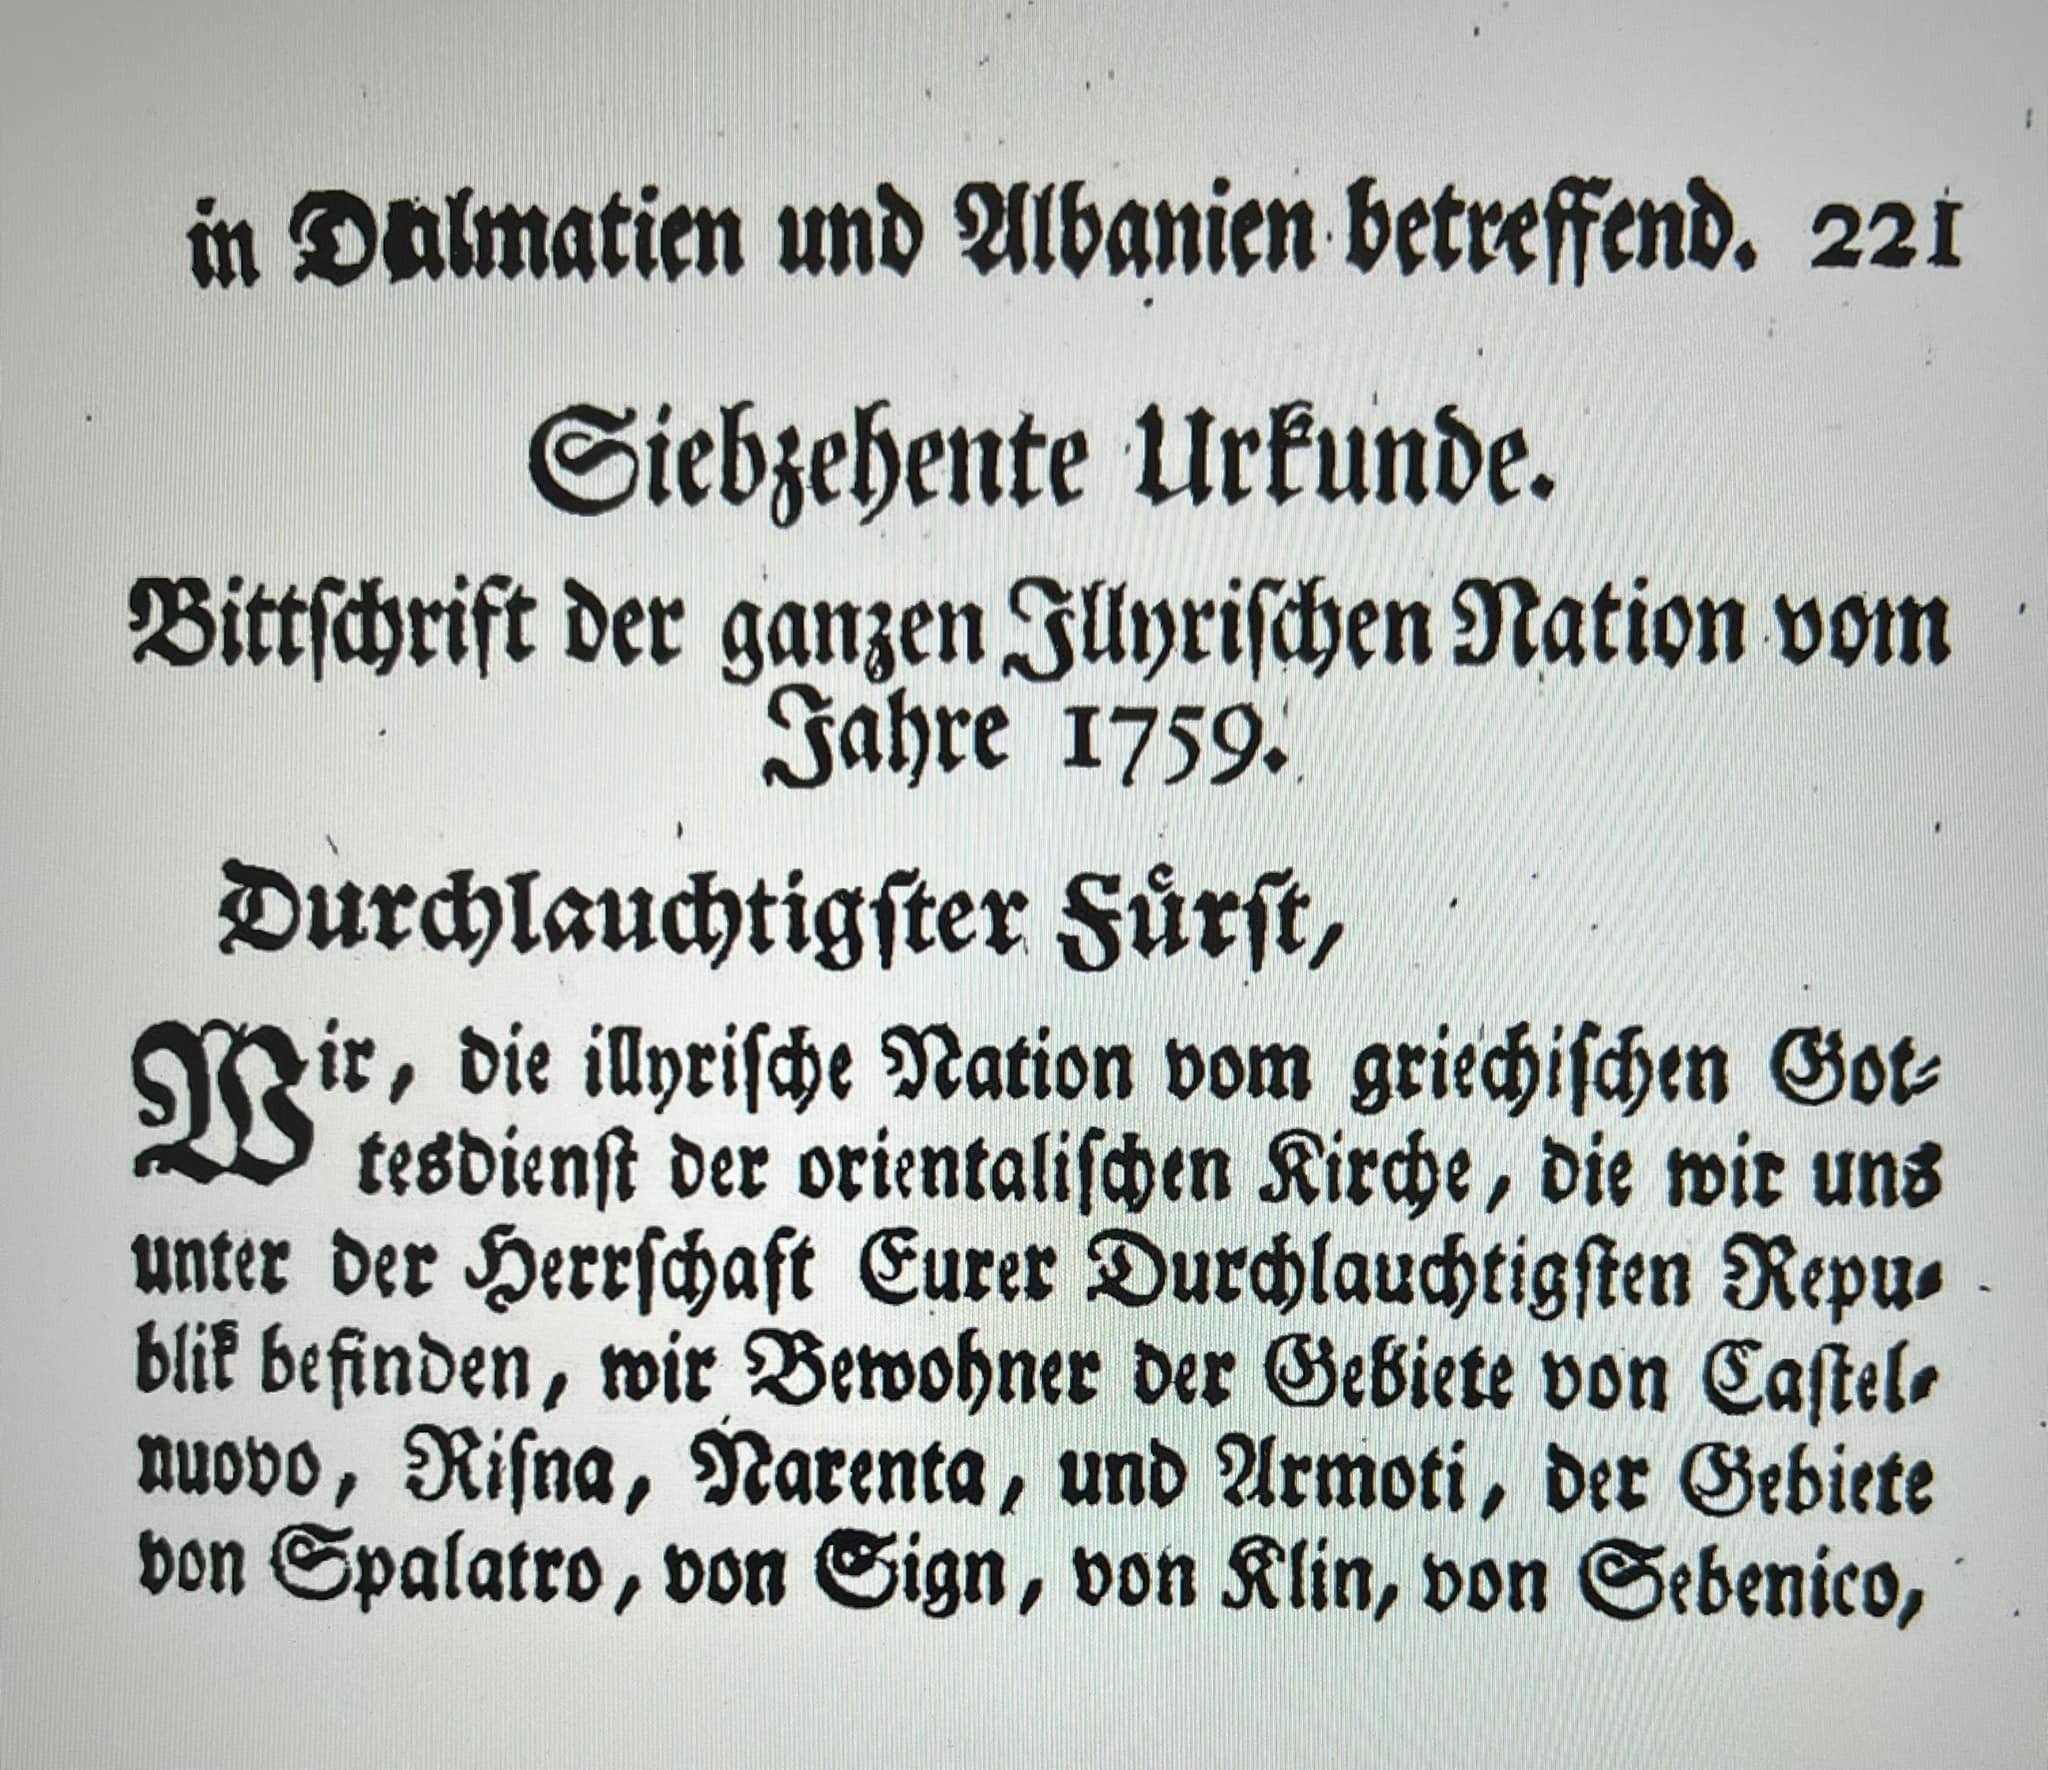 in Dalmatien und Albanien betreffend. 221
Siebzehente Urkunde.
Bittſchrift der ganzen Illyriſchen Nation vom
Jahre 1759.
Durchlauchtigſter Fuͤrſt,
Wir, die illyriſche Nation vom griechiſchen Got⸗
tesdienſt der orientaliſchen Kirche, die wir uns
unter der Herrſchaft Eurer Durchlauchtigſten Repu⸗
blik befinden, wir Bewohner der Gebiete von Caſtel⸗
nuovo, Riſna, Narenta, und Armoti, der Gebiete
von Spalatro, von Sign, von Klin, von Sebenico,